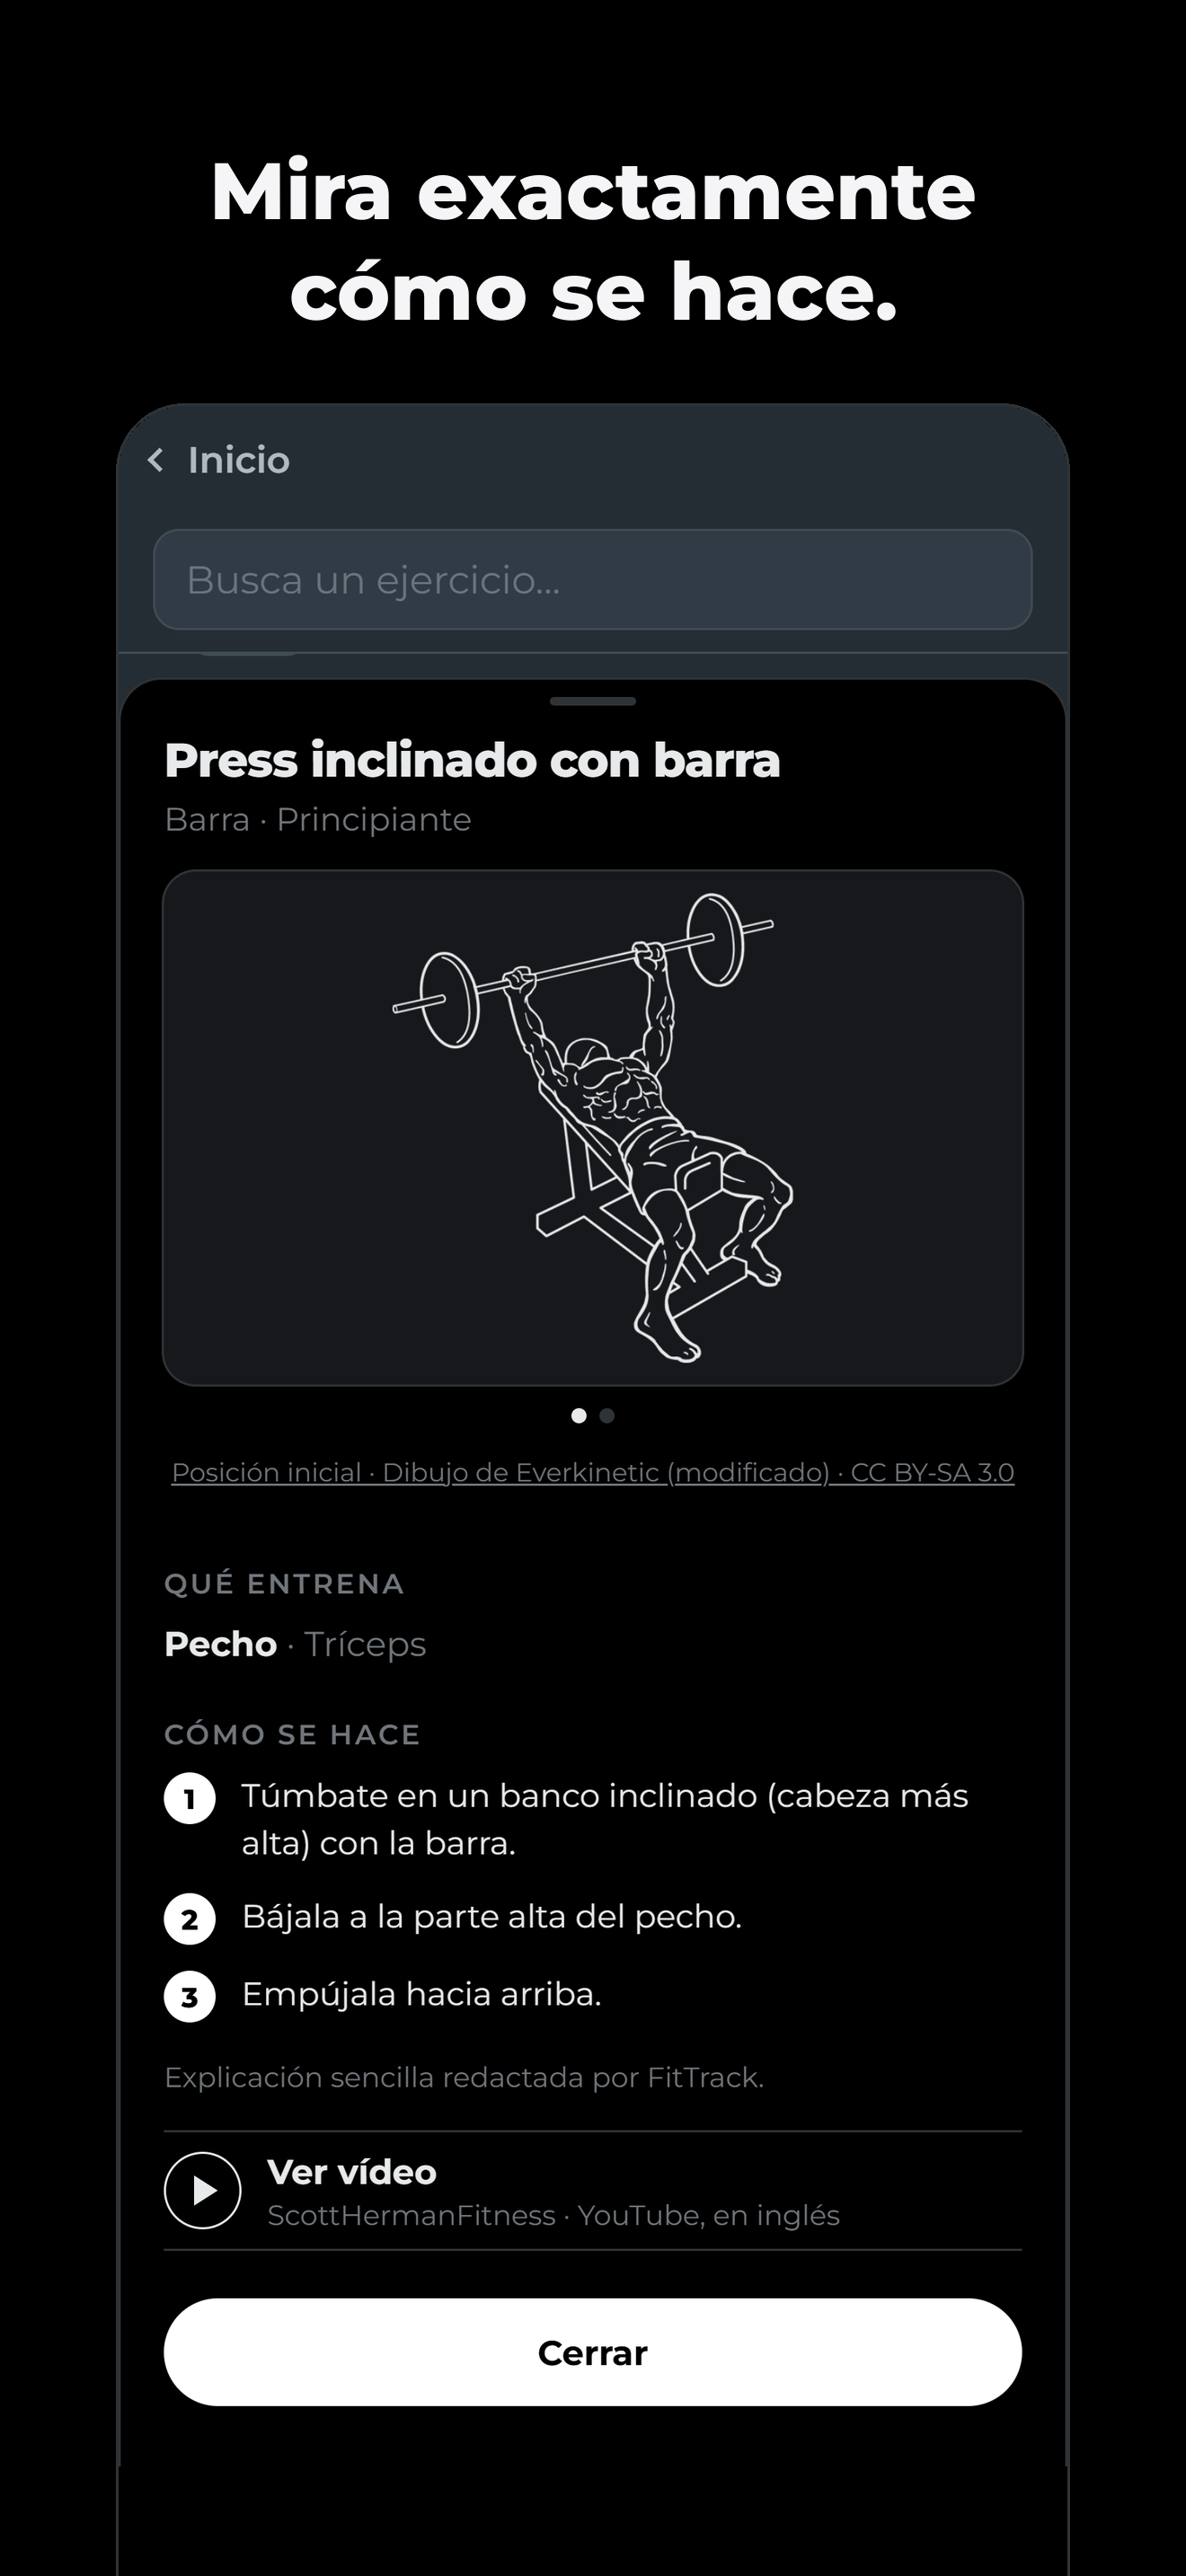 Mira exactamente
cómo se hace.
Inicio
Busca un ejercicio...
Press inclinado con barra
Barra · Principiante
Posición inicial · Dibujo de Everkinetic (modificado) · CC BY-SA 3.0
QUÉ ENTRENA
Pecho · Tríceps
CÓMO SE HACE
1 Túmbate en un banco inclinado (cabeza más
alta) con la barra.
2 Bájala a la parte alta del pecho.
3 Empújala hacia arriba.
Explicación sencilla redactada por FitTrack.
Ver vídeo
ScottHermanFitness · YouTube, en inglés
Cerrar